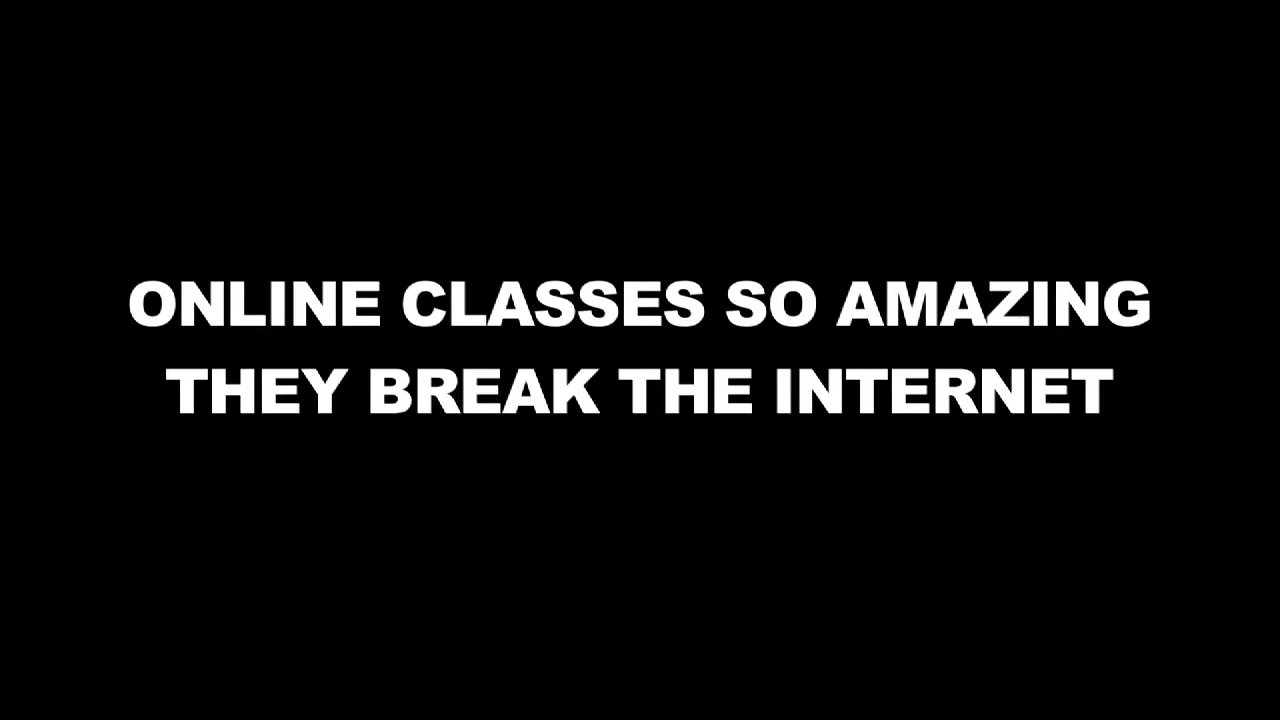 ONLINE CLASSES SO AMAZING
THEY BREAK THE INTERNET